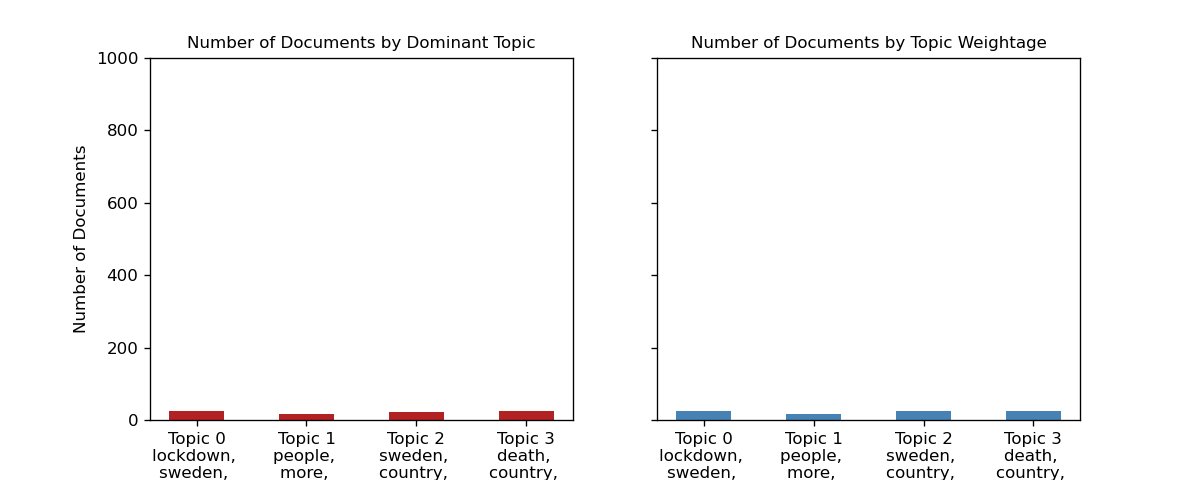 Number of Documents by Dominant Topic
Number of Documents
1000
800
600
400
200
0
Topic 0
lockdown,
sweden,
Topic 1
people,
more,
Topic 2
sweden,
country,
Topic 3
death,
country,
Number of Documents by Topic Weightage
Topic 0
lockdown,
sweden,
Topic 1
people,
more,
Topic 2
sweden,
country,
Topic 3
death,
country,